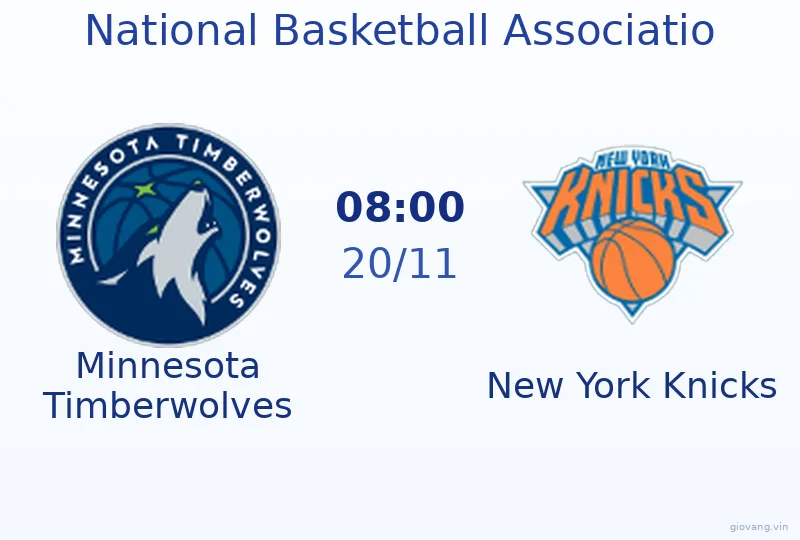 National Basketball Associatio
MINNESOTA TIMBERWOLVES
NEW YORK
KNICKS
08:00
20/11
Minnesota
Timberwolves
New York Knicks
giovang.vin